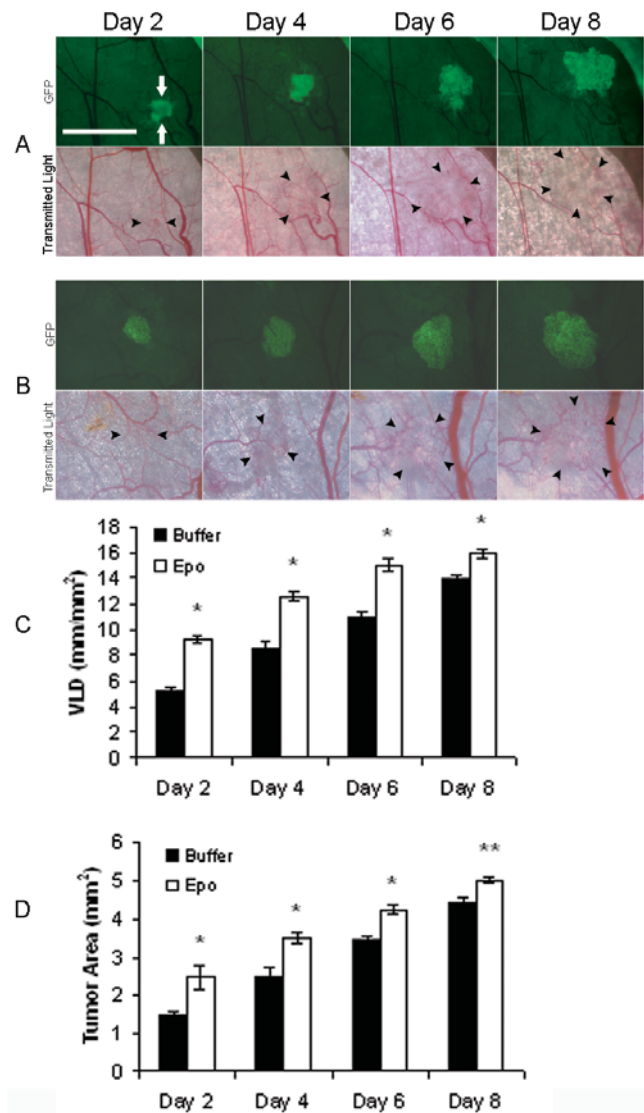 Day 2 Day 4 Day 6 Day 8
GFP
A
Transmitted Light
GFP
B
Transmitted Light
C
VLD (mm/mm²)
18
16
14
12
10
8
6
4
2
0
Buffer
Epo
* * * *
Day 2 Day 4 Day 6 Day 8
D
Tumor Area (mm²)
6
5
4
3
2
1
0
Buffer
Epo
* * * **
Day 2 Day 4 Day 6 Day 8